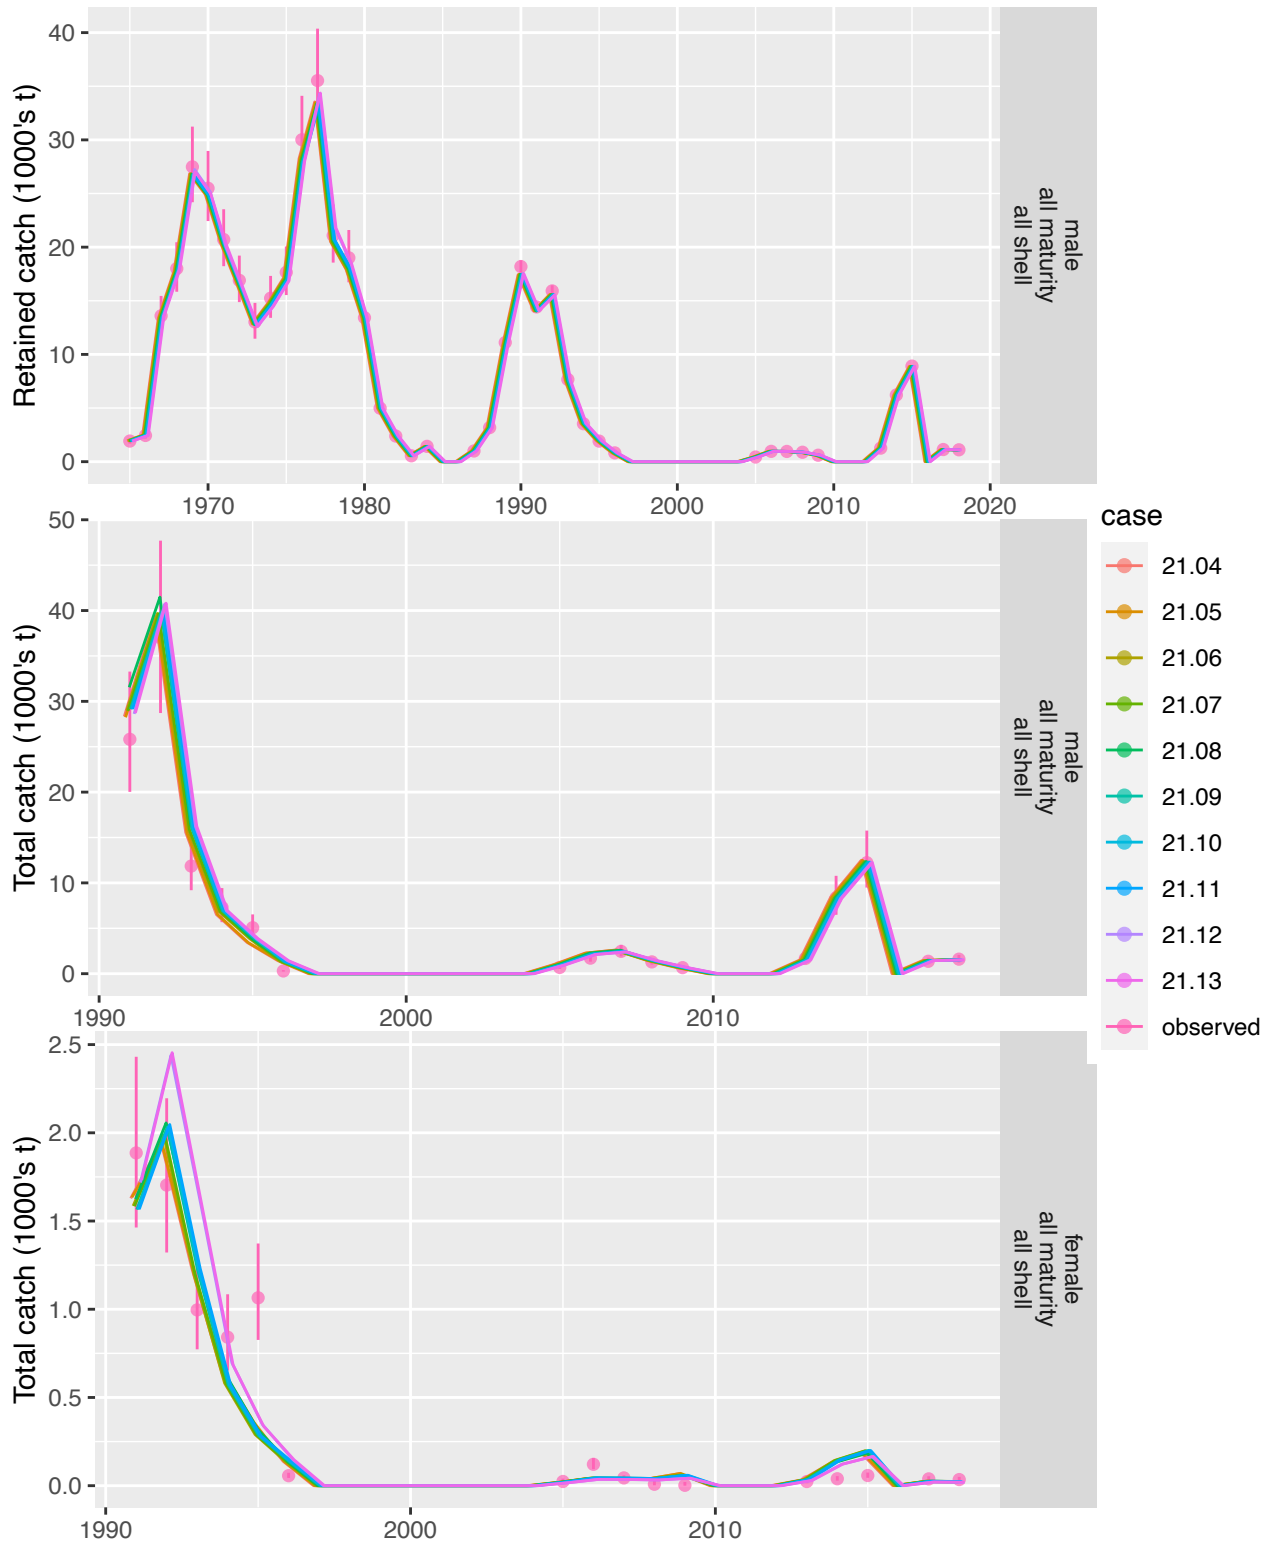 Retained catch (1000's t)
40
30
20
10
0
1970
1980
1990
2000
2010
2020
male
all maturity
all shell
Total catch (1000's t)
50
40
30
20
10
0
1990
2000
2010
male
all maturity
all shell
Total catch (1000's t)
2.5
2.0
1.5
1.0
0.5
0.0
1990
2000
2010
female
all maturity
all shell
case
21.04
21.05
21.06
21.07
21.08
21.09
21.10
21.11
21.12
21.13
observed